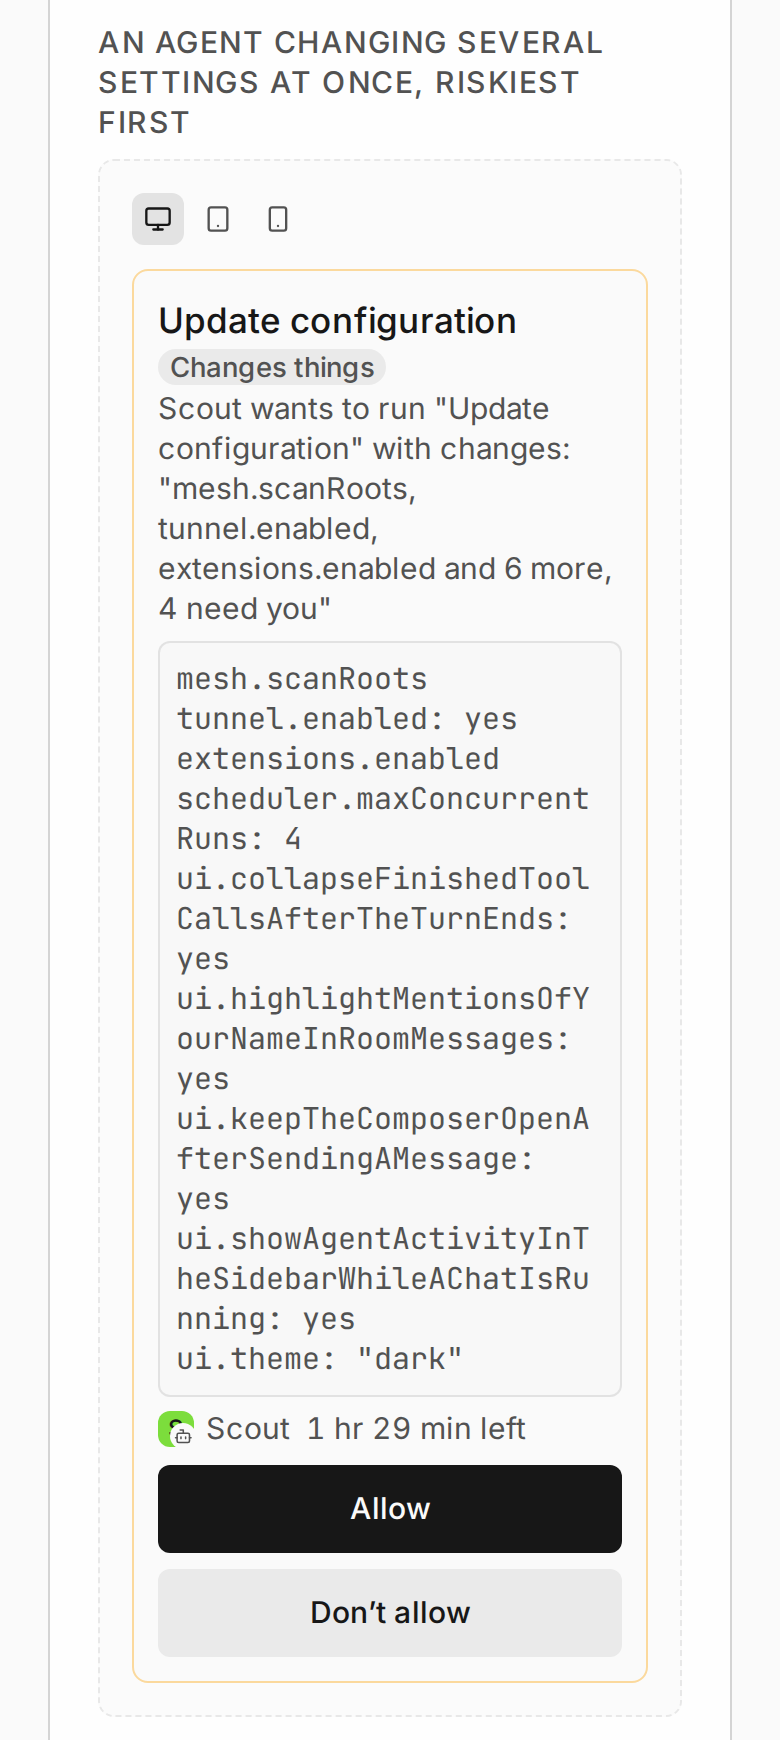 AN AGENT CHANGING SEVERAL
SETTINGS AT ONCE, RISKIEST
FIRST
Update configuration
Changes things
Scout wants to run "Update
configuration" with changes:
"mesh.scanRoots,
tunnel.enabled,
extensions.enabled and 6 more,
4 need you"
mesh.scanRoots
tunnel.enabled: yes
extensions.enabled
scheduler.maxConcurrent
Runs: 4
ui.collapseFinishedTool
CallsAfterTheTurnEnds:
yes
ui.highlightMentionsOfY
ourNameInRoomMessages:
yes
ui.keepTheComposerOpenA
fterSendingAMessage:
yes
ui.showAgentActivityInT
heSidebarWhileAChatIsRu
nning: yes
ui.theme: "dark"
Scout 1 hr 29 min left
Allow
Don’t allow